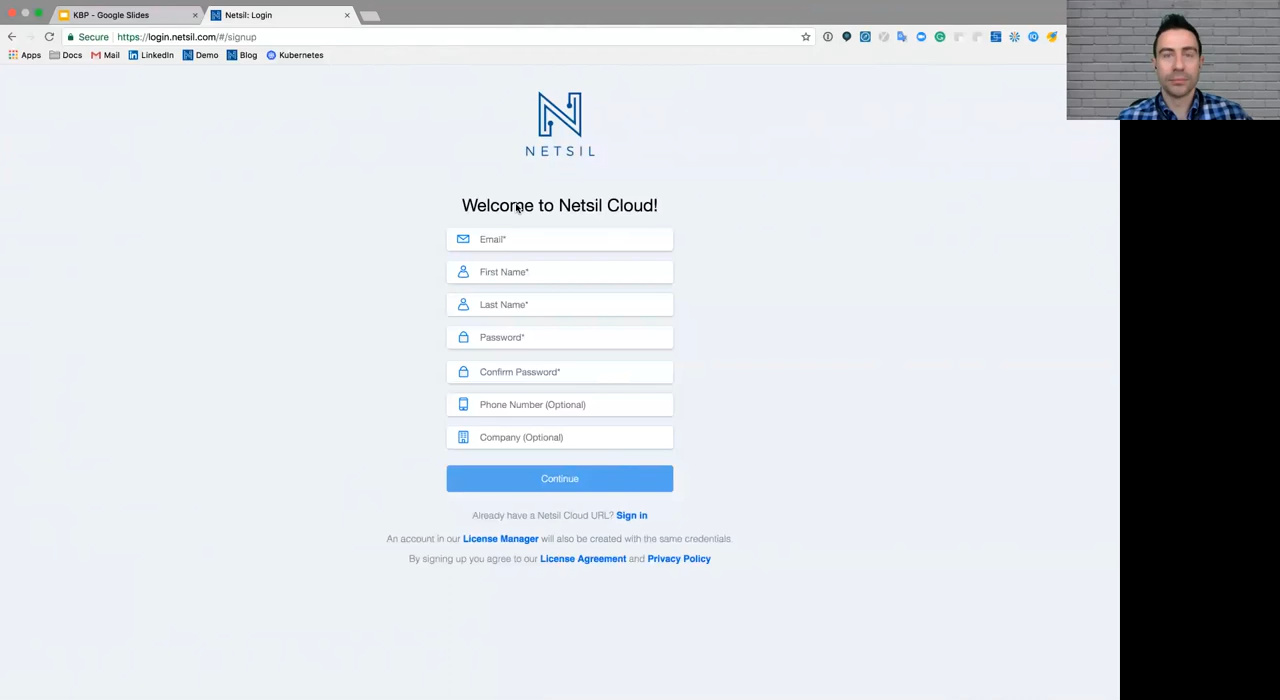 KBP - Google Slides
Netsil: Login
Secure https://login.netsil.com/#/signup
Apps Docs Mail LinkedIn Demo Blog Kubernetes
NETSIL
Welcome to Netsil Cloud!
Email*
First Name*
Last Name*
Password*
Confirm Password*
Phone Number (Optional)
Company (Optional)
Continue
Already have a Netsil Cloud URL? Sign in
An account in our License Manager will also be created with the same credentials.
By signing up you agree to our License Agreement and Privacy Policy